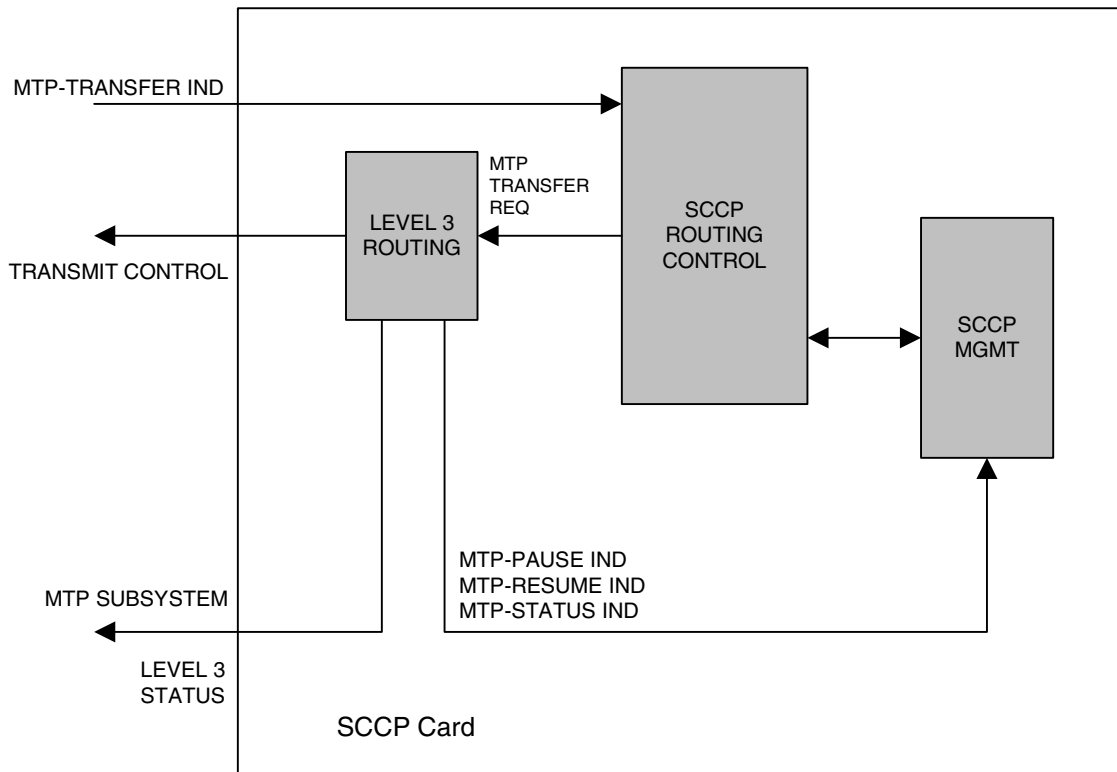 MTP-TRANSFER IND
MTP
TRANSFER
REQ
LEVEL 3
ROUTING
SCCP
ROUTING
CONTROL
TRANSMIT CONTROL
SCCP
MGMT
MTP-PAUSE IND
MTP-RESUME IND
MTP-STATUS IND
MTP SUBSYSTEM
LEVEL 3
STATUS
SCCP Card